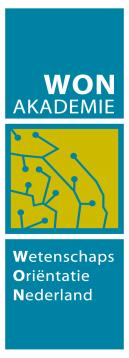 WON
AKADEMIE
Wetenschaps
Oriëntatie
Nederland